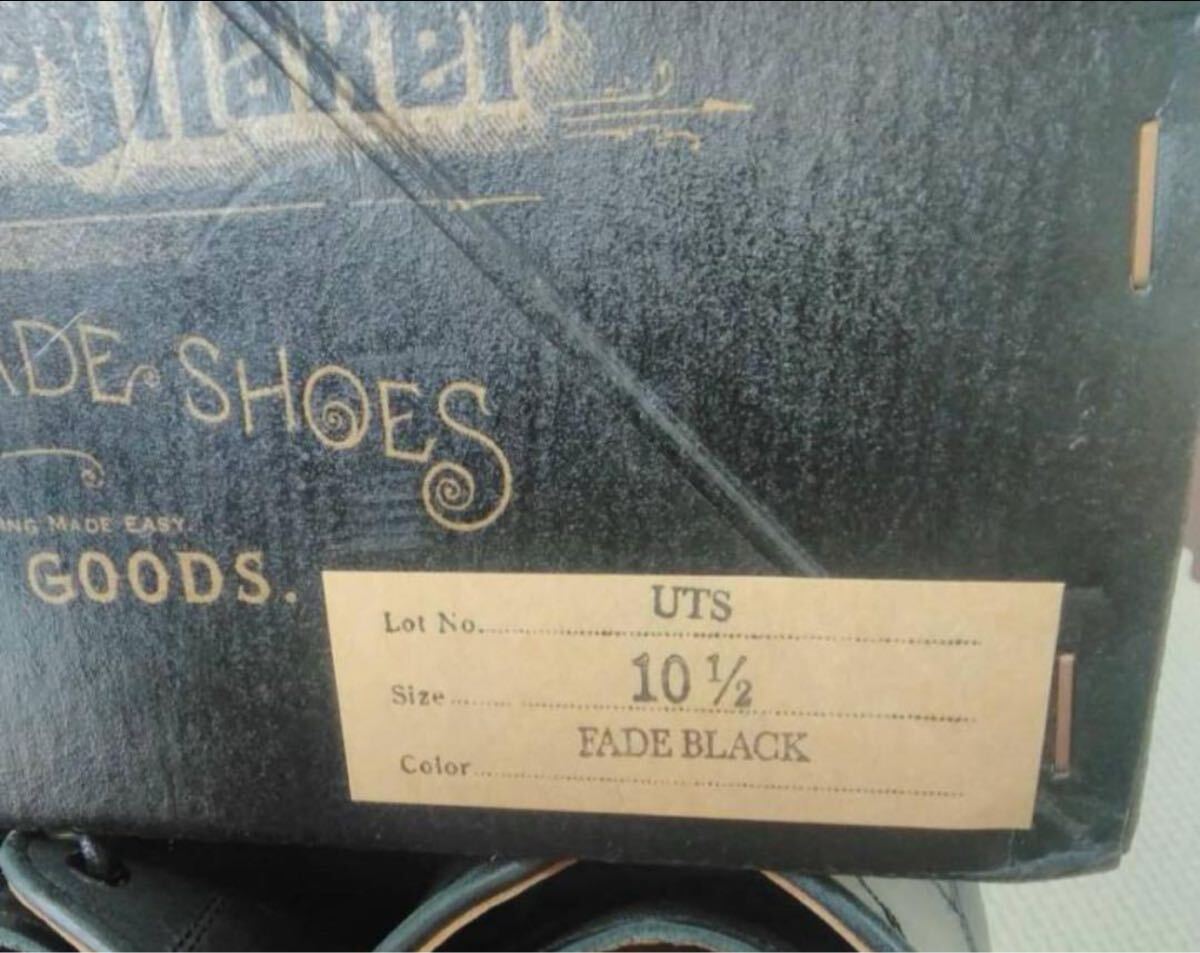 ADE SHOES
ING MADE EASY
GOODS.
Lot No. UTS
Size 10 ½
Color FADE BLACK